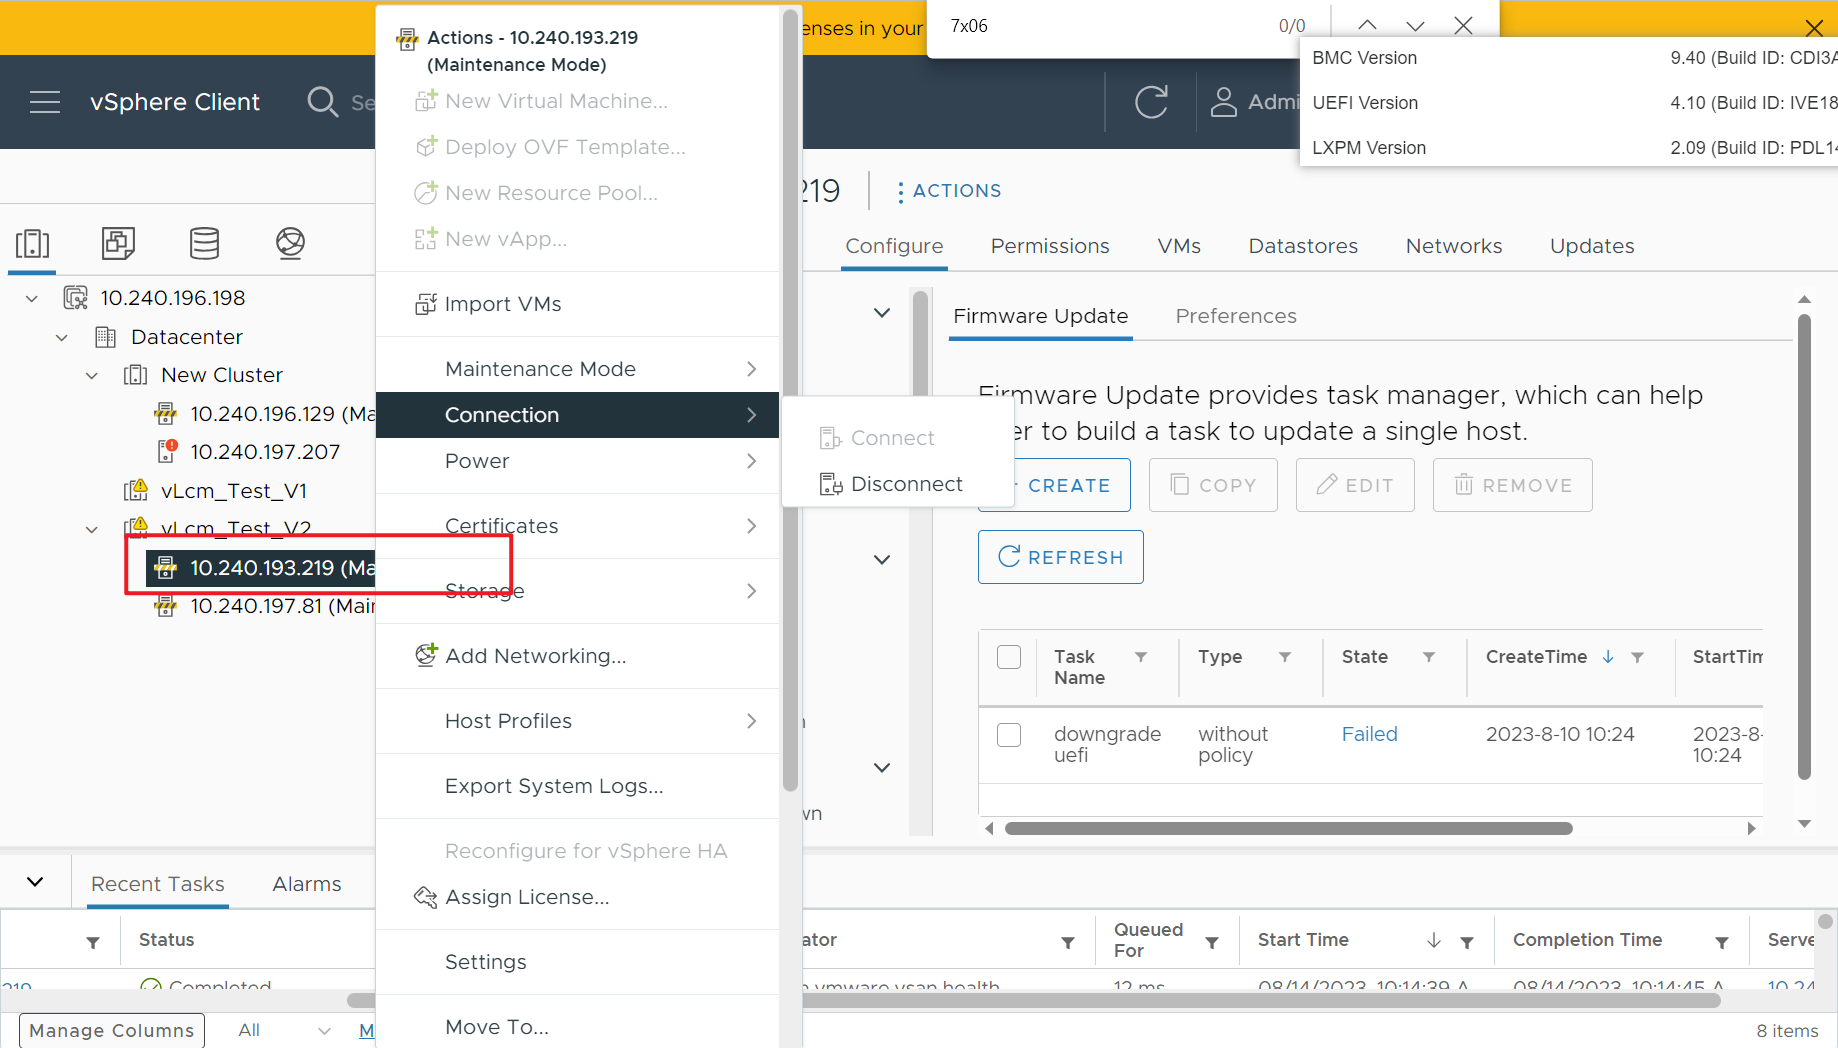 enses in your
7x06
0/0
BMC Version 9.40 (Build ID: CDI3A
UEFI Version 4.10 (Build ID: IVE18
LXPM Version 2.09 (Build ID: PDL14
vSphere Client
Se
Admi
219
ACTIONS
Configure Permissions VMs Datastores Networks Updates
10.240.196.198
Datacenter
New Cluster
10.240.196.129 (Ma
10.240.197.207
vLcm_Test_V1
vLcm_Test_V2
10.240.193.219 (Ma
10.240.197.81 (Mair
Actions - 10.240.193.219
(Maintenance Mode)
New Virtual Machine...
Deploy OVF Template...
New Resource Pool...
New vApp...
Import VMs
Maintenance Mode
Connection
Power
Certificates
Storage
Add Networking...
Host Profiles
Export System Logs...
Reconfigure for vSphere HA
Assign License...
Settings
Move To...
Connect
Disconnect
Firmware Update Preferences
Firmware Update provides task manager, which can help
er to build a task to update a single host.
CREATE COPY EDIT REMOVE
REFRESH
Task Name Type State CreateTime StartTim
downgrade uefi without policy Failed 2023-8-10 10:24 2023-8- 10:24
wn
Recent Tasks Alarms
Status ator Queued For Start Time Completion Time Serve
219 Completed vmware vsan health 12 ms 08/14/2023, 10:14:39 A 08/14/2023, 10:14:45 A 10.24
Manage Columns All M 8 items